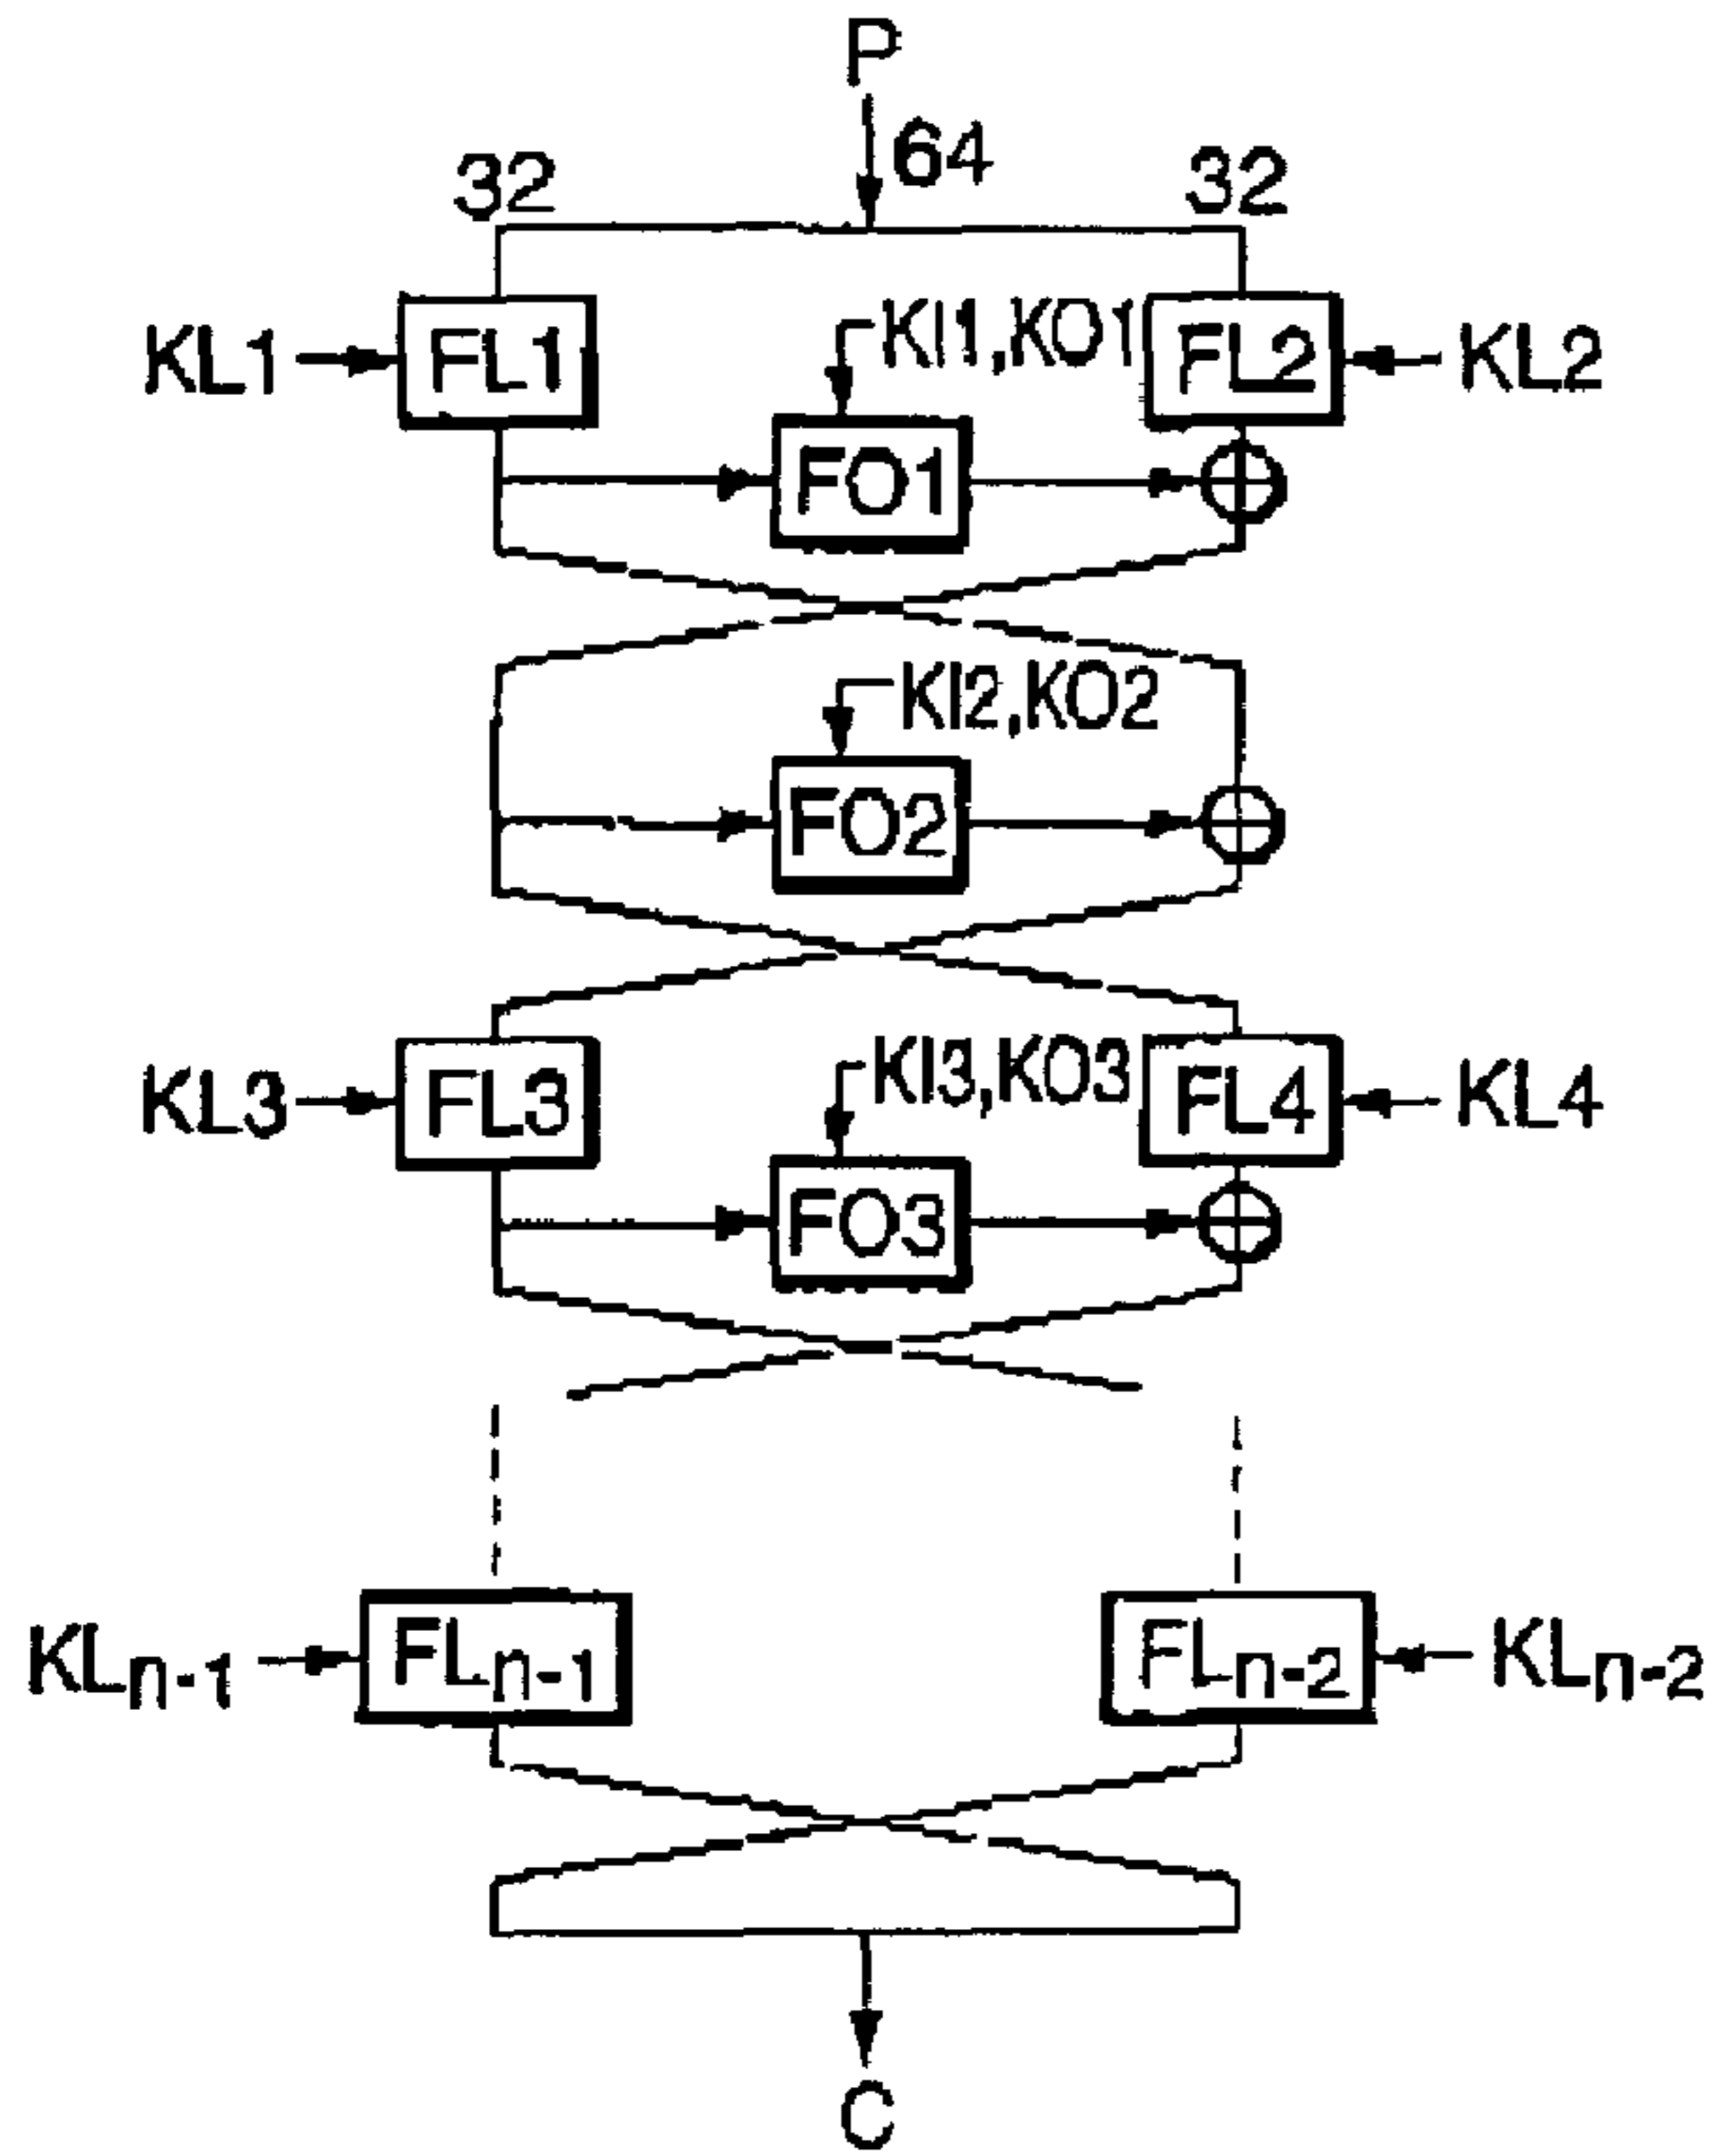 P
64
32
32
KL1
FL1
KI1,KO1
FL2
KL2
FO1
KI2,KO2
FO2
KL3
FL3
KI3,KO3
FL4
KL4
FO3
KLn-1
FLn-1
FLn-2
KLn-2
C